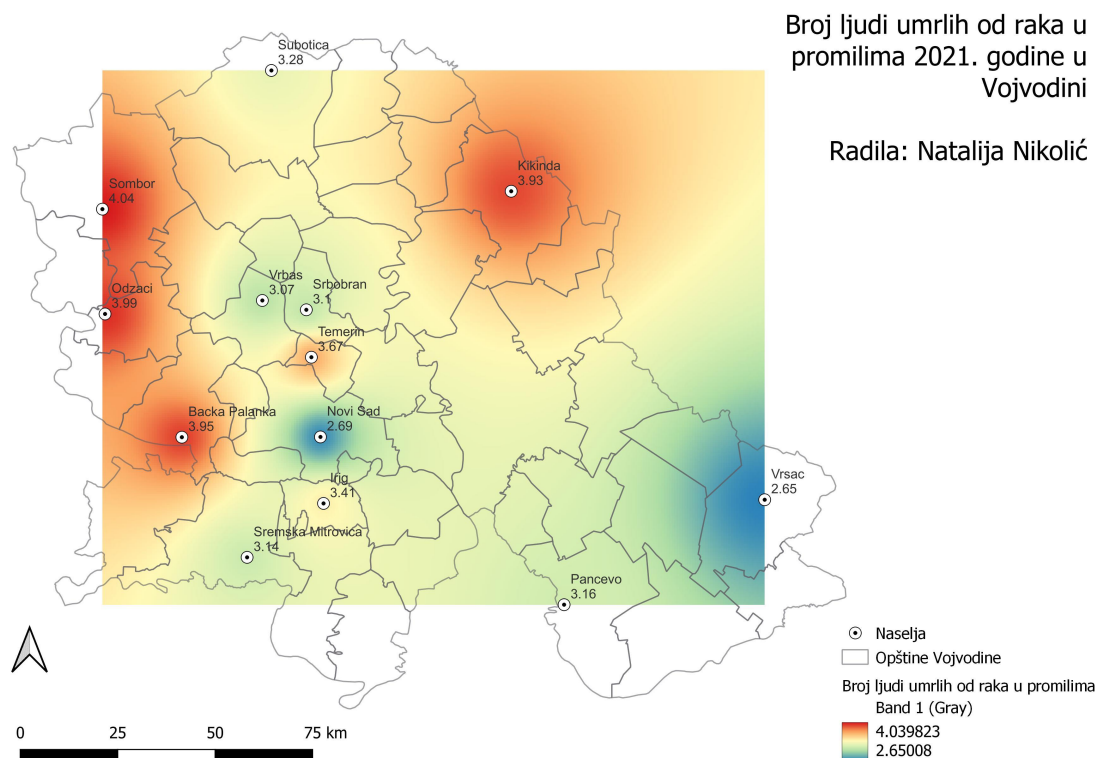 Broj ljudi umrlih od raka u
promilima 2021. godine u
Vojvodini
Radila: Natalija Nikolić
Subotica
3.28
Kikinda
3.93
Sombor
4.04
Vrbas
3.07
Srbobran
3.1
Odzaci
3.99
Temerin
3.67
Backa Palanka
3.95
Novi Sad
2.69
Irig
3.41
Vrsac
2.65
Sremska Mitrovica
3.14
Pancevo
3.16
Naselja
Opštine Vojvodine
Broj ljudi umrlih od raka u promilima
Band 1 (Gray)
4.039823
2.65008
0 25 50 75 km